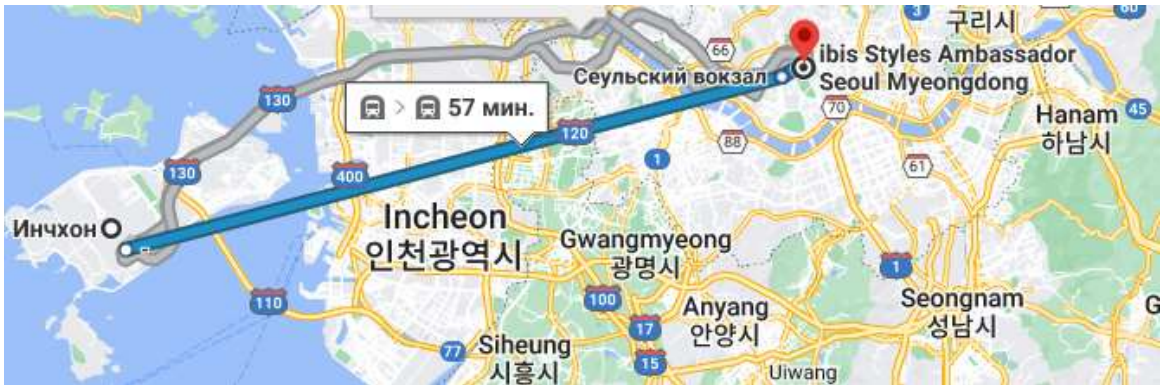 구리시
60
3
66
ibis Styles Ambassador
Seoul Myeongdong
Сеульский вокзал
130
57 мин.
70
45
Hanam
하남시
120
88
1
61
130
400
Инчхон
Incheon
인천광역시
Gwangmyeong
광명시
110
100
1
Seongnam
성남시
G
Anyang
안양시
17
77
Siheung
시흥시
15
Uiwang